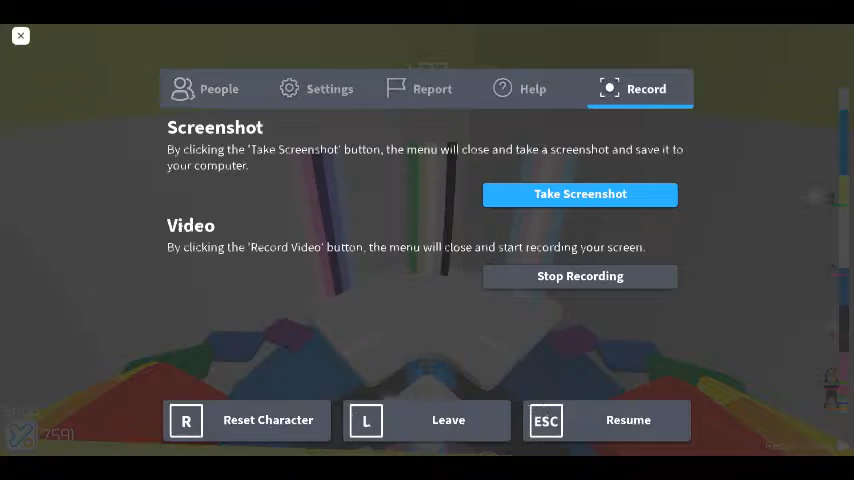 People Settings Report Help Record
Screenshot
By clicking the 'Take Screenshot' button, the menu will close and take a screenshot and save it to
your computer.
Take Screenshot
Video
By clicking the 'Record Video' button, the menu will close and start recording your screen.
Stop Recording
R Reset Character L Leave ESC Resume
7591